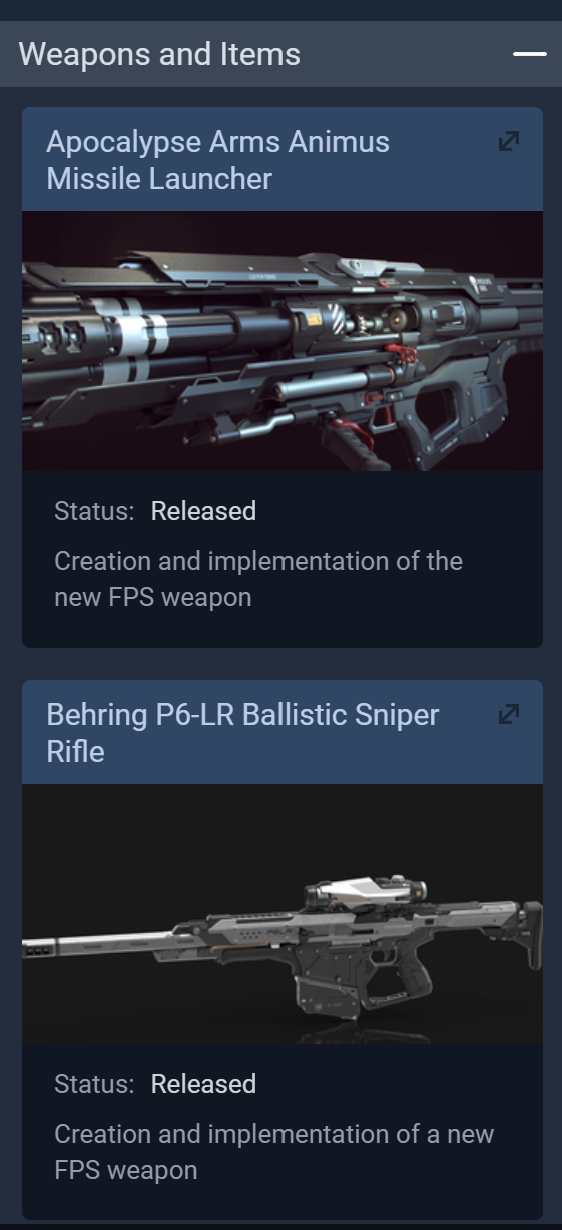 Weapons and Items
Apocalypse Arms Animus
Missile Launcher
Status: Released
Creation and implementation of the
new FPS weapon
Behring P6-LR Ballistic Sniper
Rifle
Status: Released
Creation and implementation of a new
FPS weapon